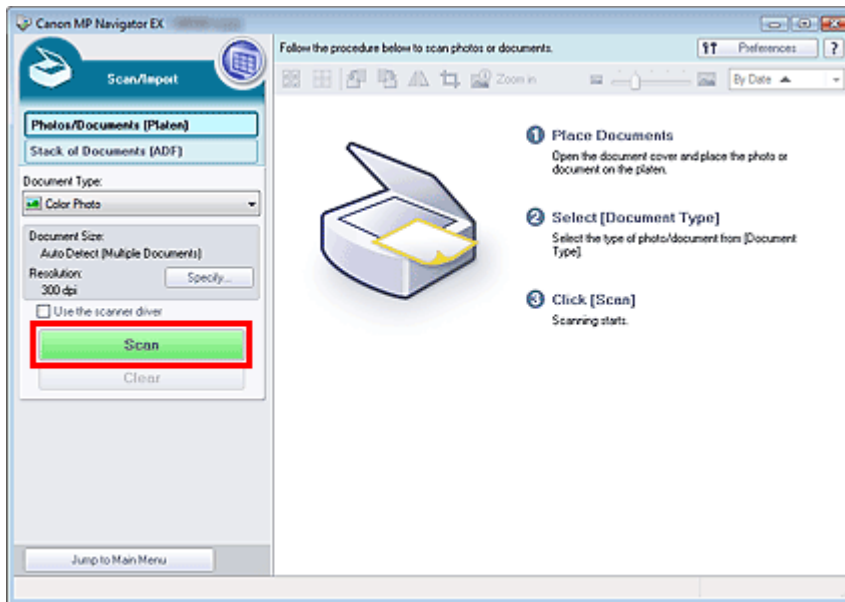 Canon MP Navigator EX
Scan/Import
Photos/Documents (Platen)
Stack of Documents (ADF)
Document Type:
Color Photo
Document Size:
Auto Detect (Multiple Documents)
Resolution:
300 dpi
Specify...
Use the scanner driver
Scan
Clear
Jump to Main Menu
Follow the procedure below to scan photos or documents.
Preferences
?
Zoom in
By Date
1 Place Documents
Open the document cover and place the photo or
document on the platen.
2 Select [Document Type]
Select the type of photo/document from [Document
Type].
3 Click [Scan]
Scanning starts.